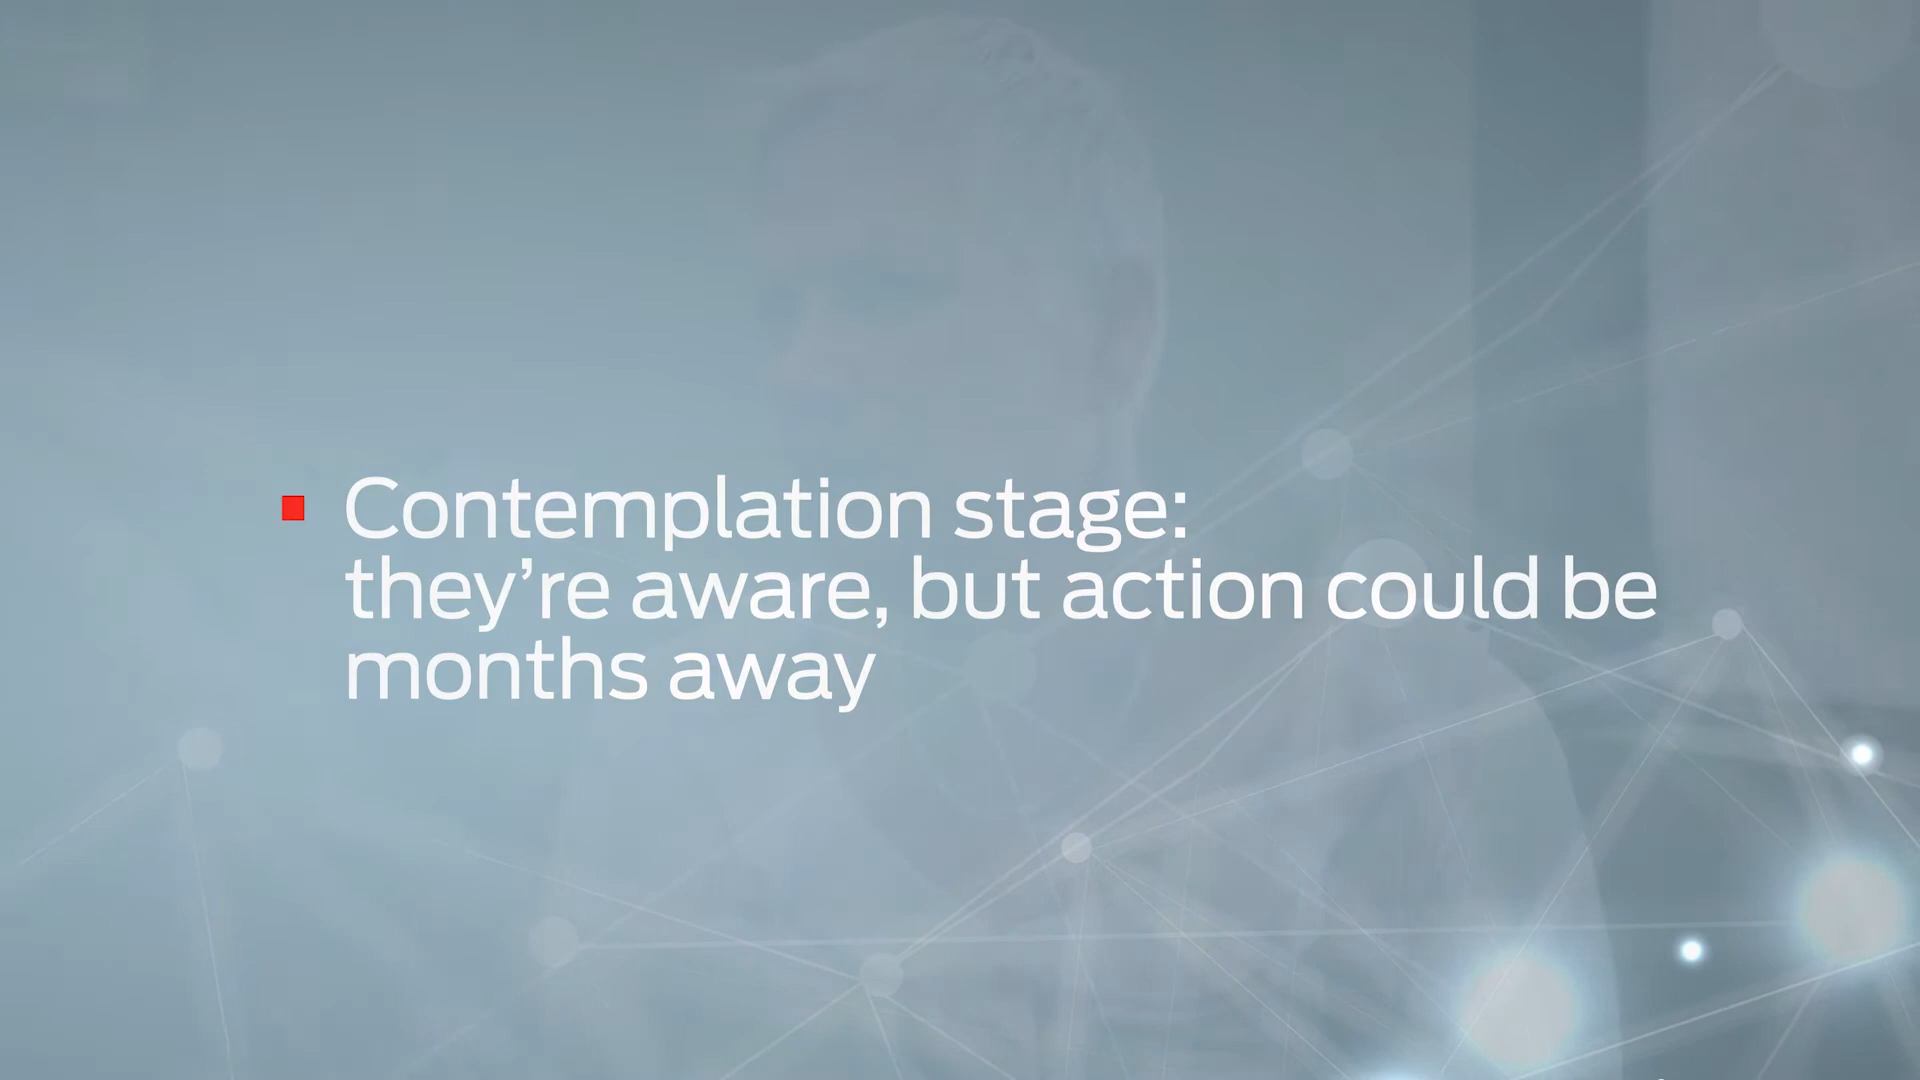 Contemplation stage:
they’re aware, but action could be
months away